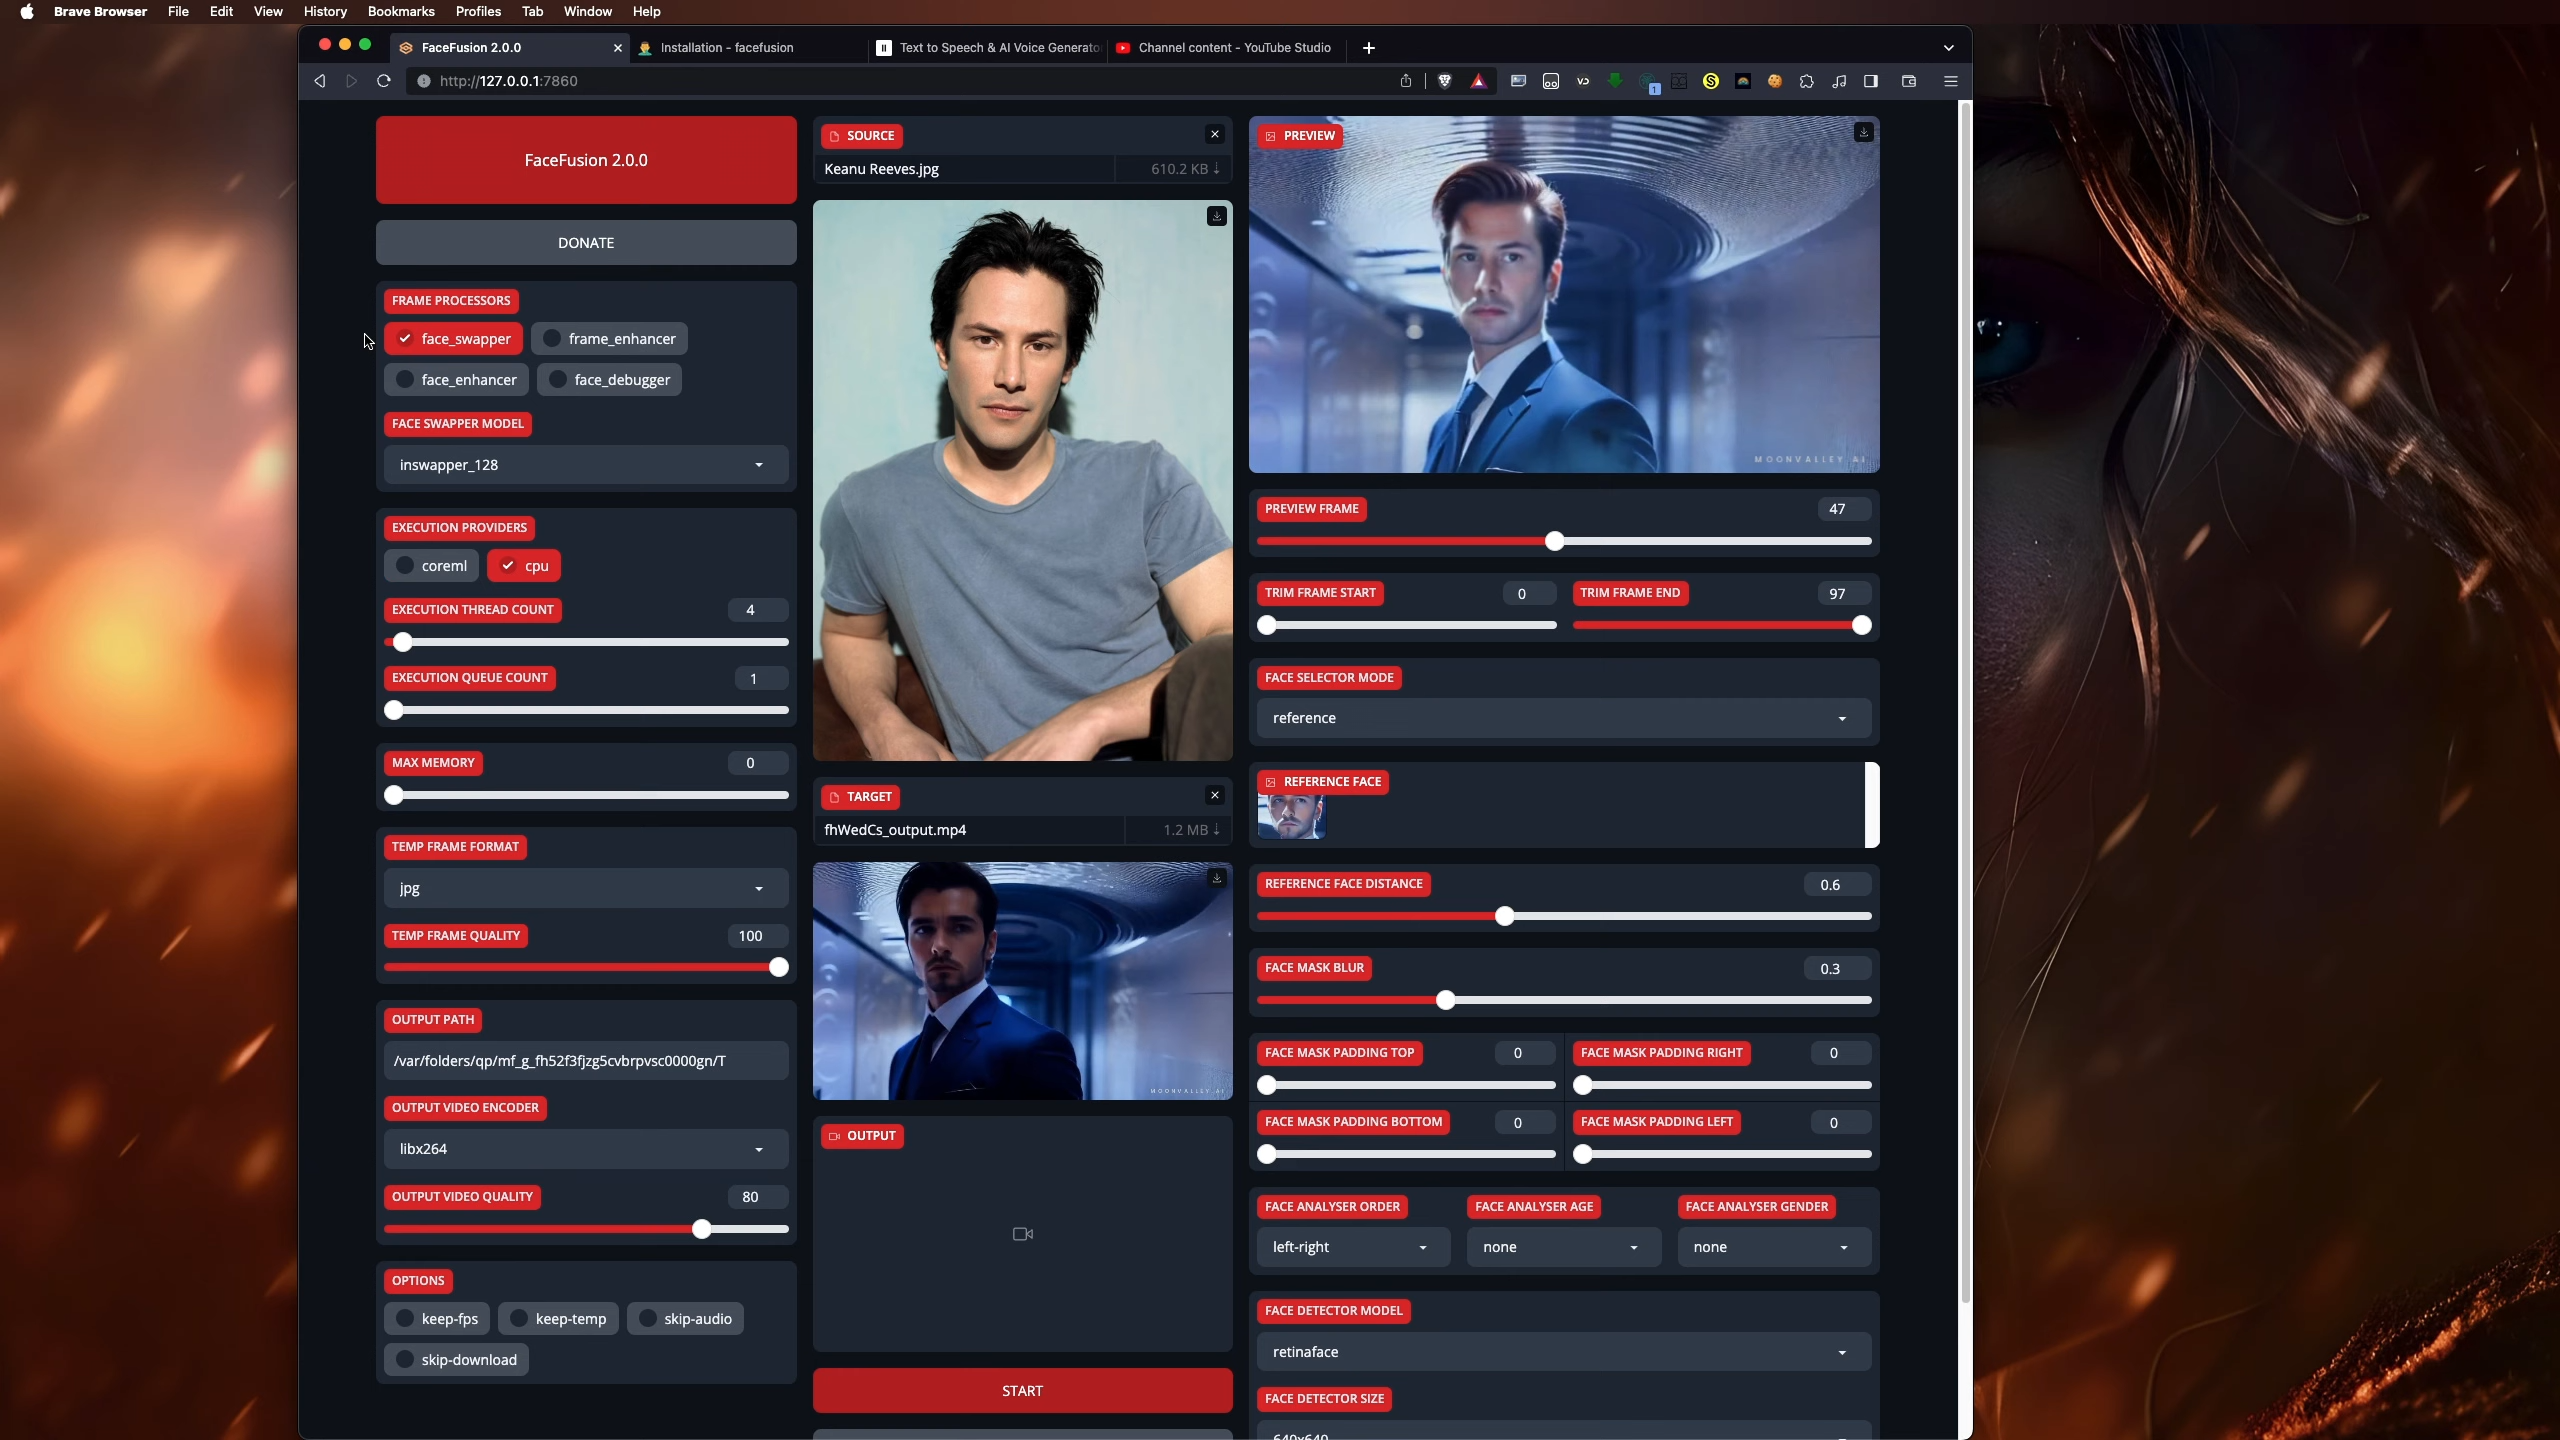 Brave Browser File Edit View History Bookmarks Profiles Tab Window Help
FaceFusion 2.0.0
Installation - facefusion
Text to Speech & AI Voice Generato
Channel content - YouTube Studio
http://127.0.0.1:7860
1
FaceFusion 2.0.0
DONATE
FRAME PROCESSORS
face_swapper
frame_enhancer
face_enhancer
face_debugger
FACE SWAPPER MODEL
inswapper_128
EXECUTION PROVIDERS
coreml
cpu
EXECUTION THREAD COUNT
4
EXECUTION QUEUE COUNT
1
MAX MEMORY
0
TEMP FRAME FORMAT
jpg
TEMP FRAME QUALITY
100
OUTPUT PATH
/var/folders/qp/mf_g_fh52f3fjzg5cvbrpvsc0000gn/T
OUTPUT VIDEO ENCODER
libx264
OUTPUT VIDEO QUALITY
80
OPTIONS
keep-fps
keep-temp
skip-audio
skip-download
SOURCE
Keanu Reeves.jpg
610.2 KB ↓
TARGET
fhWedCs_output.mp4
1.2 MB ↓
MOONVALLEY.AI
OUTPUT
START
PREVIEW
MOONVALLEY.AI
PREVIEW FRAME
47
TRIM FRAME START
0
TRIM FRAME END
97
FACE SELECTOR MODE
reference
REFERENCE FACE
REFERENCE FACE DISTANCE
0.6
FACE MASK BLUR
0.3
FACE MASK PADDING TOP
0
FACE MASK PADDING RIGHT
0
FACE MASK PADDING BOTTOM
0
FACE MASK PADDING LEFT
0
FACE ANALYSER ORDER
left-right
FACE ANALYSER AGE
none
FACE ANALYSER GENDER
none
FACE DETECTOR MODEL
retinaface
FACE DETECTOR SIZE
640x640